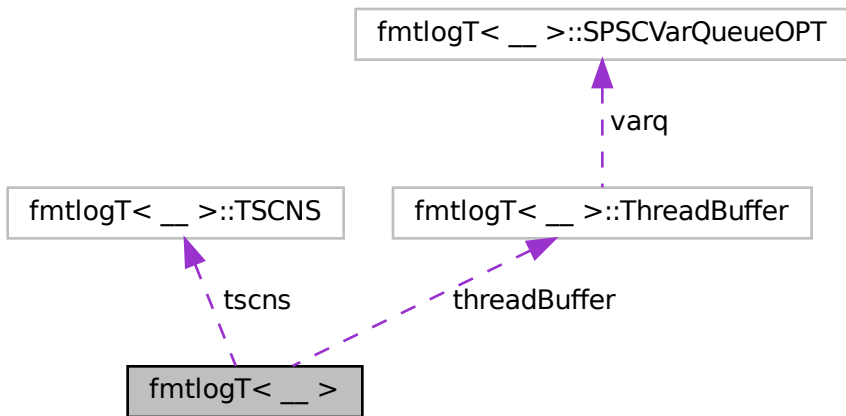 fmtlogT< __ >::SPSCVarQueueOPT
varq
fmtlogT< __ >::TSCNS
fmtlogT< __ >::ThreadBuffer
tscns
threadBuffer
fmtlogT< __ >